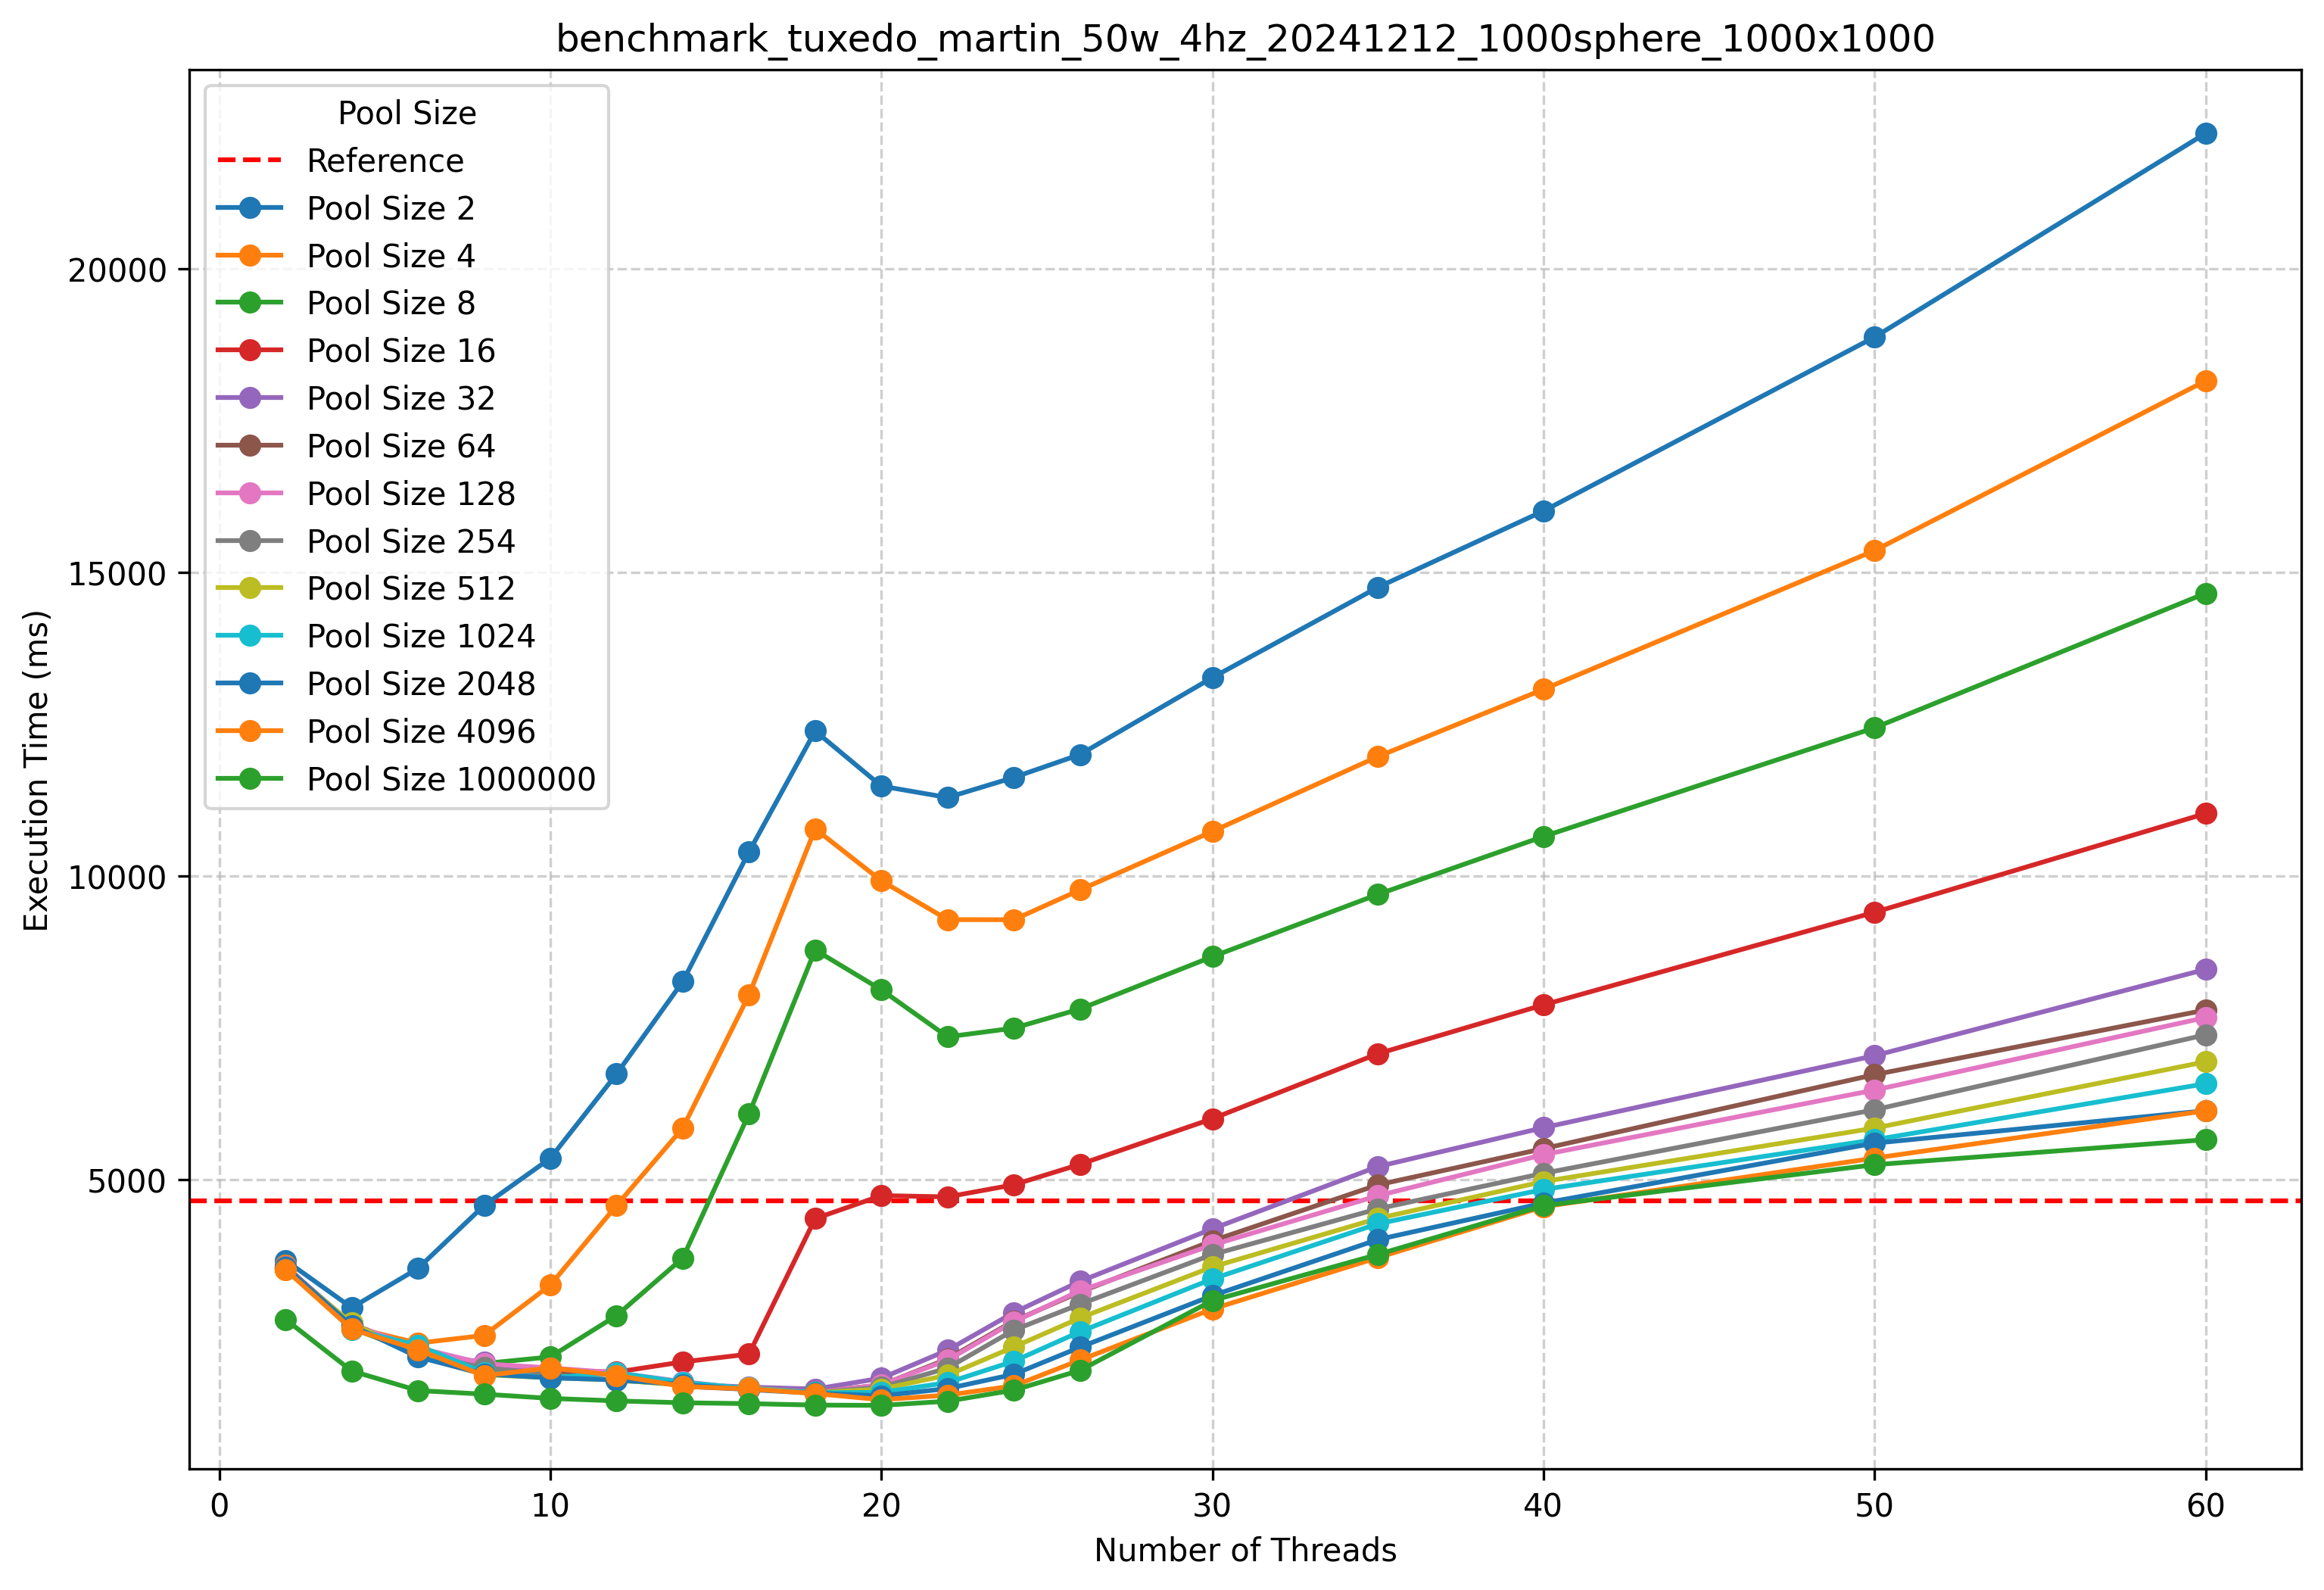 benchmark_tuxedo_martin_50w_4hz_20241212_1000sphere_1000x1000
Pool Size
Reference
Pool Size 2
Pool Size 4
Pool Size 8
Pool Size 16
Pool Size 32
Pool Size 64
Pool Size 128
Pool Size 254
Pool Size 512
Pool Size 1024
Pool Size 2048
Pool Size 4096
Pool Size 1000000
Execution Time (ms)
20000
15000
10000
5000
0 10 20 30 40 50 60
Number of Threads